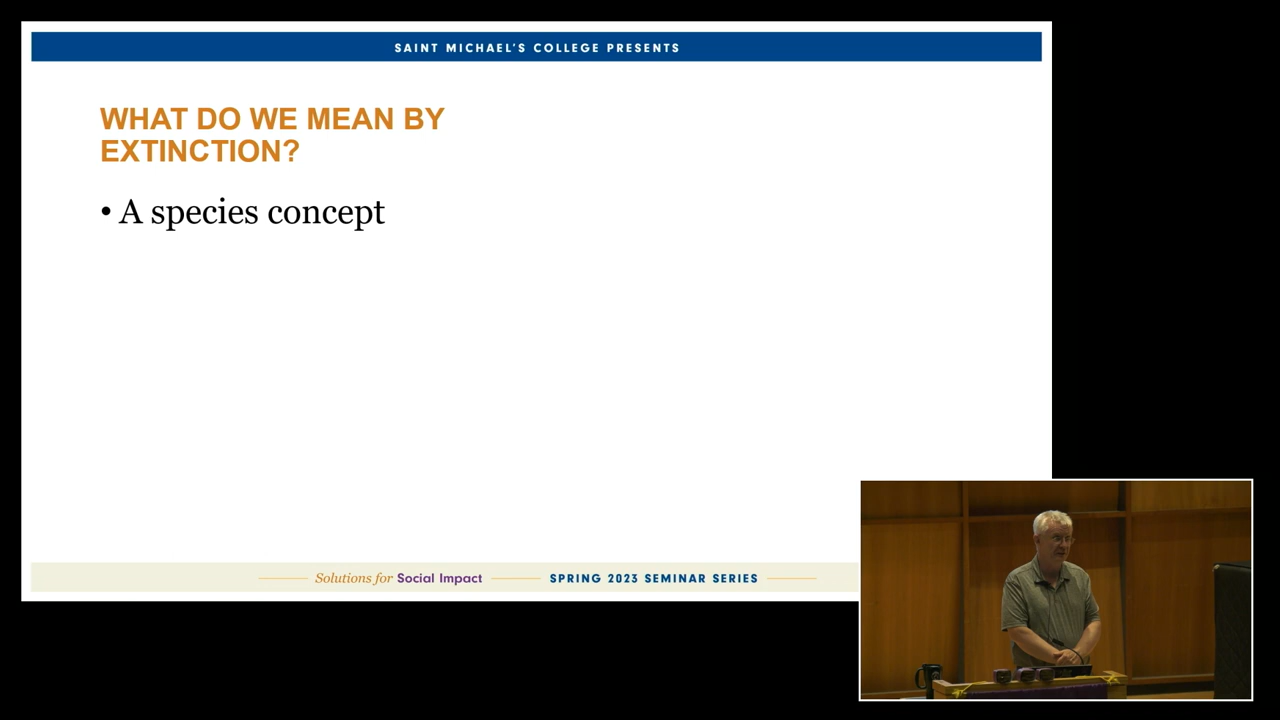 SAINT MICHAEL'S COLLEGE PRESENTS
WHAT DO WE MEAN BY
EXTINCTION?
• A species concept
Solutions for Social Impact SPRING 2023 SEMINAR SERIES